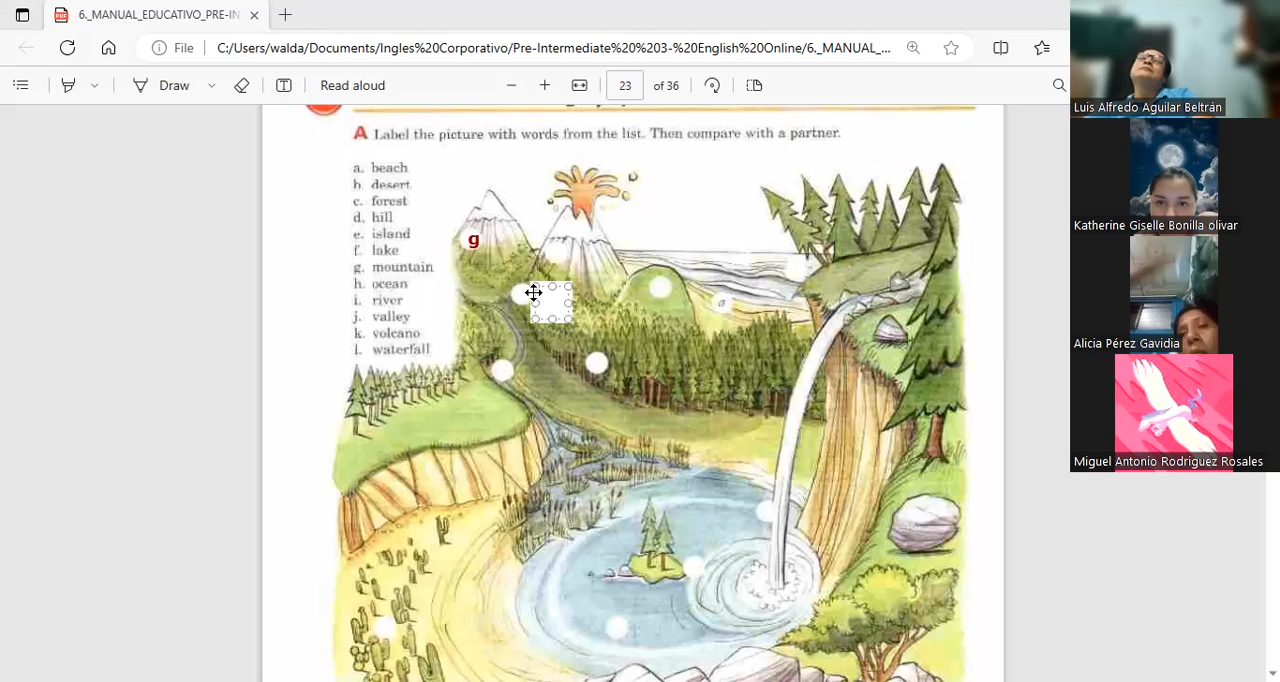 6._MANUAL_EDUCATIVO_PRE-IN
File
C:/Users/walda/Documents/Ingles%20Corporativo/Pre-Intermediate%20%203-%20English%20Online/6._MANUAL_...
Draw
Read aloud
23
of 36
A Label the picture with words from the list. Then compare with a partner.
a. beach
b. desert
c. forest
d. hill
e. island
f. lake
g. mountain
h. ocean
i. river
j. valley
k. volcano
l. waterfall
g
a
Luis Alfredo Aguilar Beltrán
Katherine Giselle Bonilla olivar
Alicia Pérez Gavidia
Miguel Antonio Rodriguez Rosales